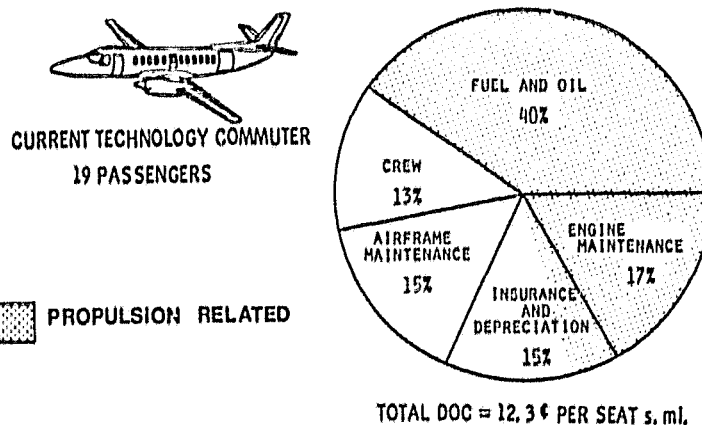 FUEL AND OIL
40%
CURRENT TECHNOLOGY COMMUTER
19 PASSENGERS
CREW
13%
AIRFRAME
MAINTENANCE
15%
ENGINE
MAINTENANCE
17%
INSURANCE
AND
DEPRECIATION
15%
PROPULSION RELATED
TOTAL DOC = 12.3 ¢ PER SEAT s. mi.